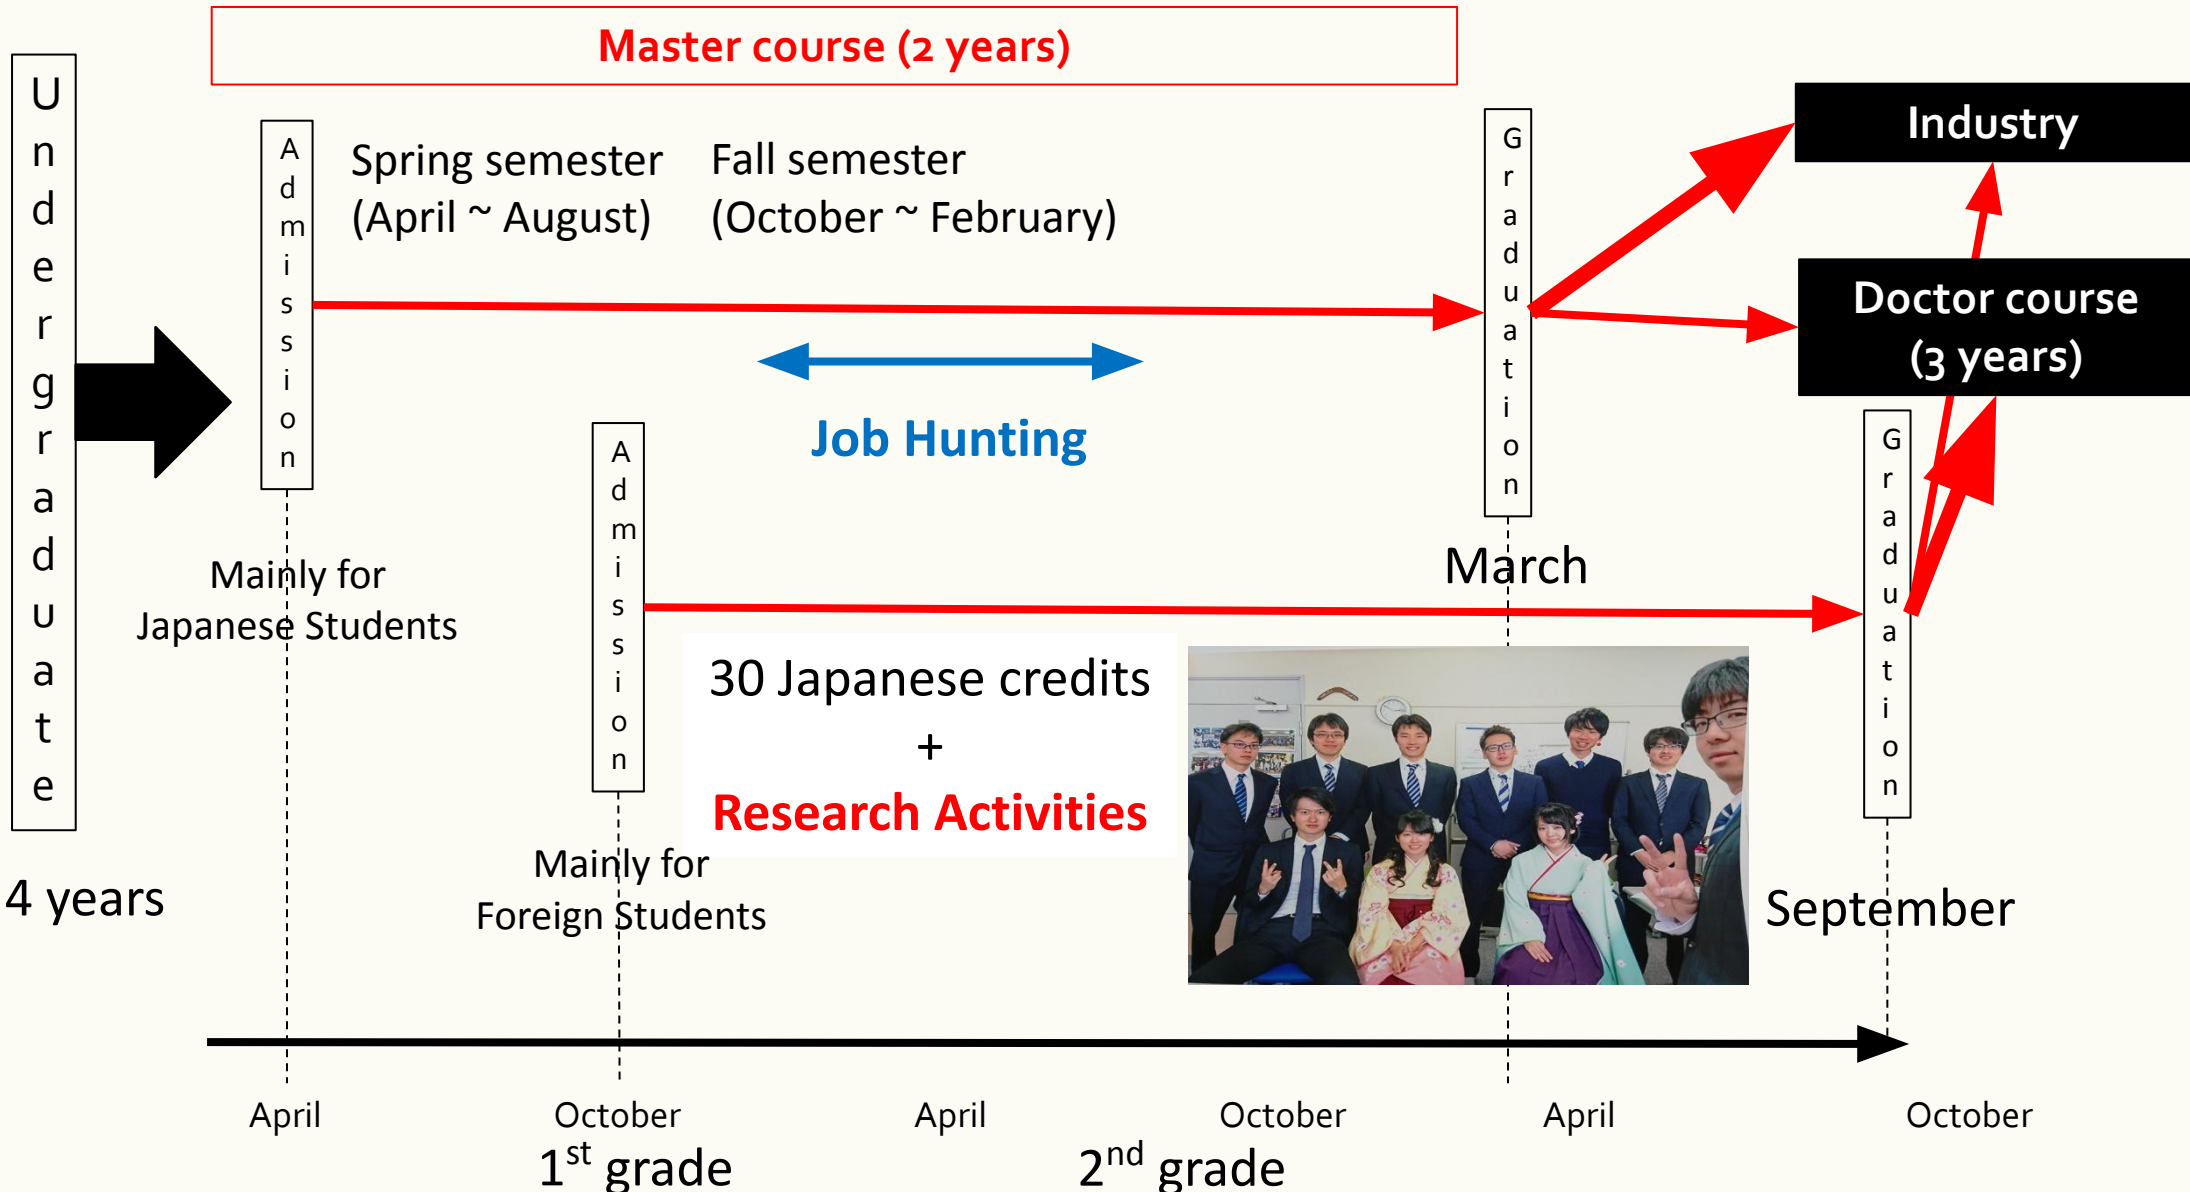 Master course (2 years)
Undergraduate
4 years
Admission
Spring semester
(April ~ August)
Fall semester
(October ~ February)
Graduation
Industry
Doctor course
(3 years)
Job Hunting
Mainly for
Japanese Students
March
Admission
30 Japanese credits
+
Research Activities
Mainly for
Foreign Students
Graduation
September
April
October
April
October
April
October
1st grade
2nd grade